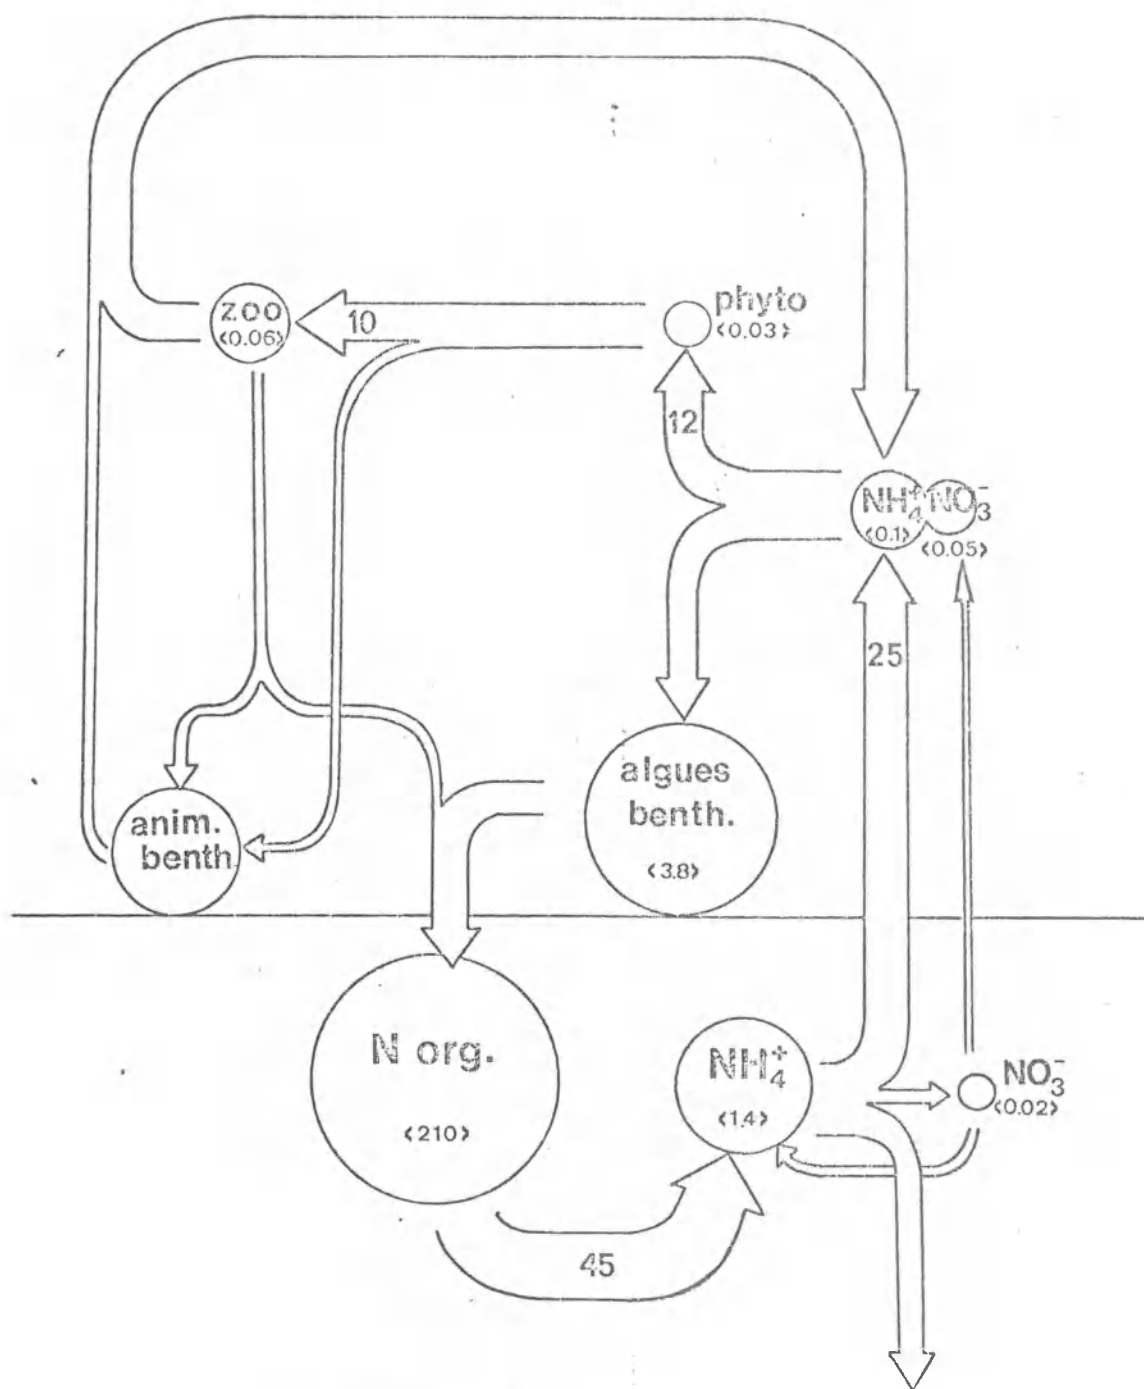 zoo
‹0.06›
10
phyto
‹0.03›
12
NH₄⁺ NO₃⁻
‹0.1›
‹0.05›
25
algues
benth.
‹3.8›
anim.
benth.
N org.
‹210›
NH₄⁺
‹1.4›
NO₃⁻
‹0.02›
45